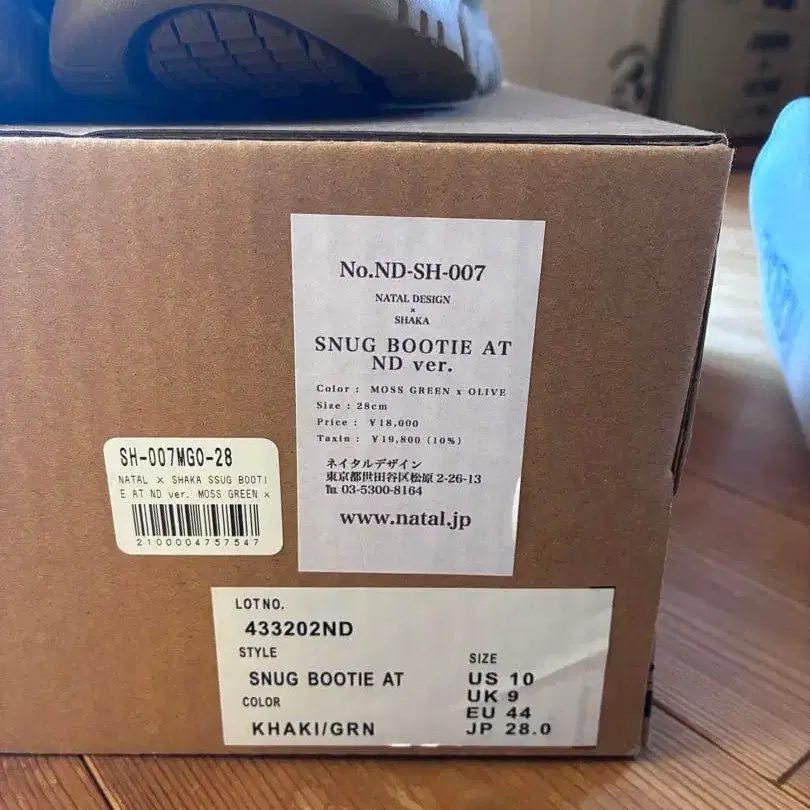 No.ND-SH-007
NATAL DESIGN
×
SHAKA
SNUG BOOTIE AT
ND ver.
Color : MOSS GREEN x OLIVE
Size : 28cm
Price : ¥18,000
Taxin : ¥19,800 (10%)
ネイタルデザイン
東京都世田谷区松原 2-26-13
℡ 03-5300-8164
www.natal.jp
SH-007MGO-28
NATAL × SHAKA SSUG BOOTI
E AT ND ver. MOSS GREEN ×
2100004757547
LOTNO.
433202ND
STYLE
SNUG BOOTIE AT
COLOR
KHAKI/GRN
SIZE
US 10
UK 9
EU 44
JP 28.0